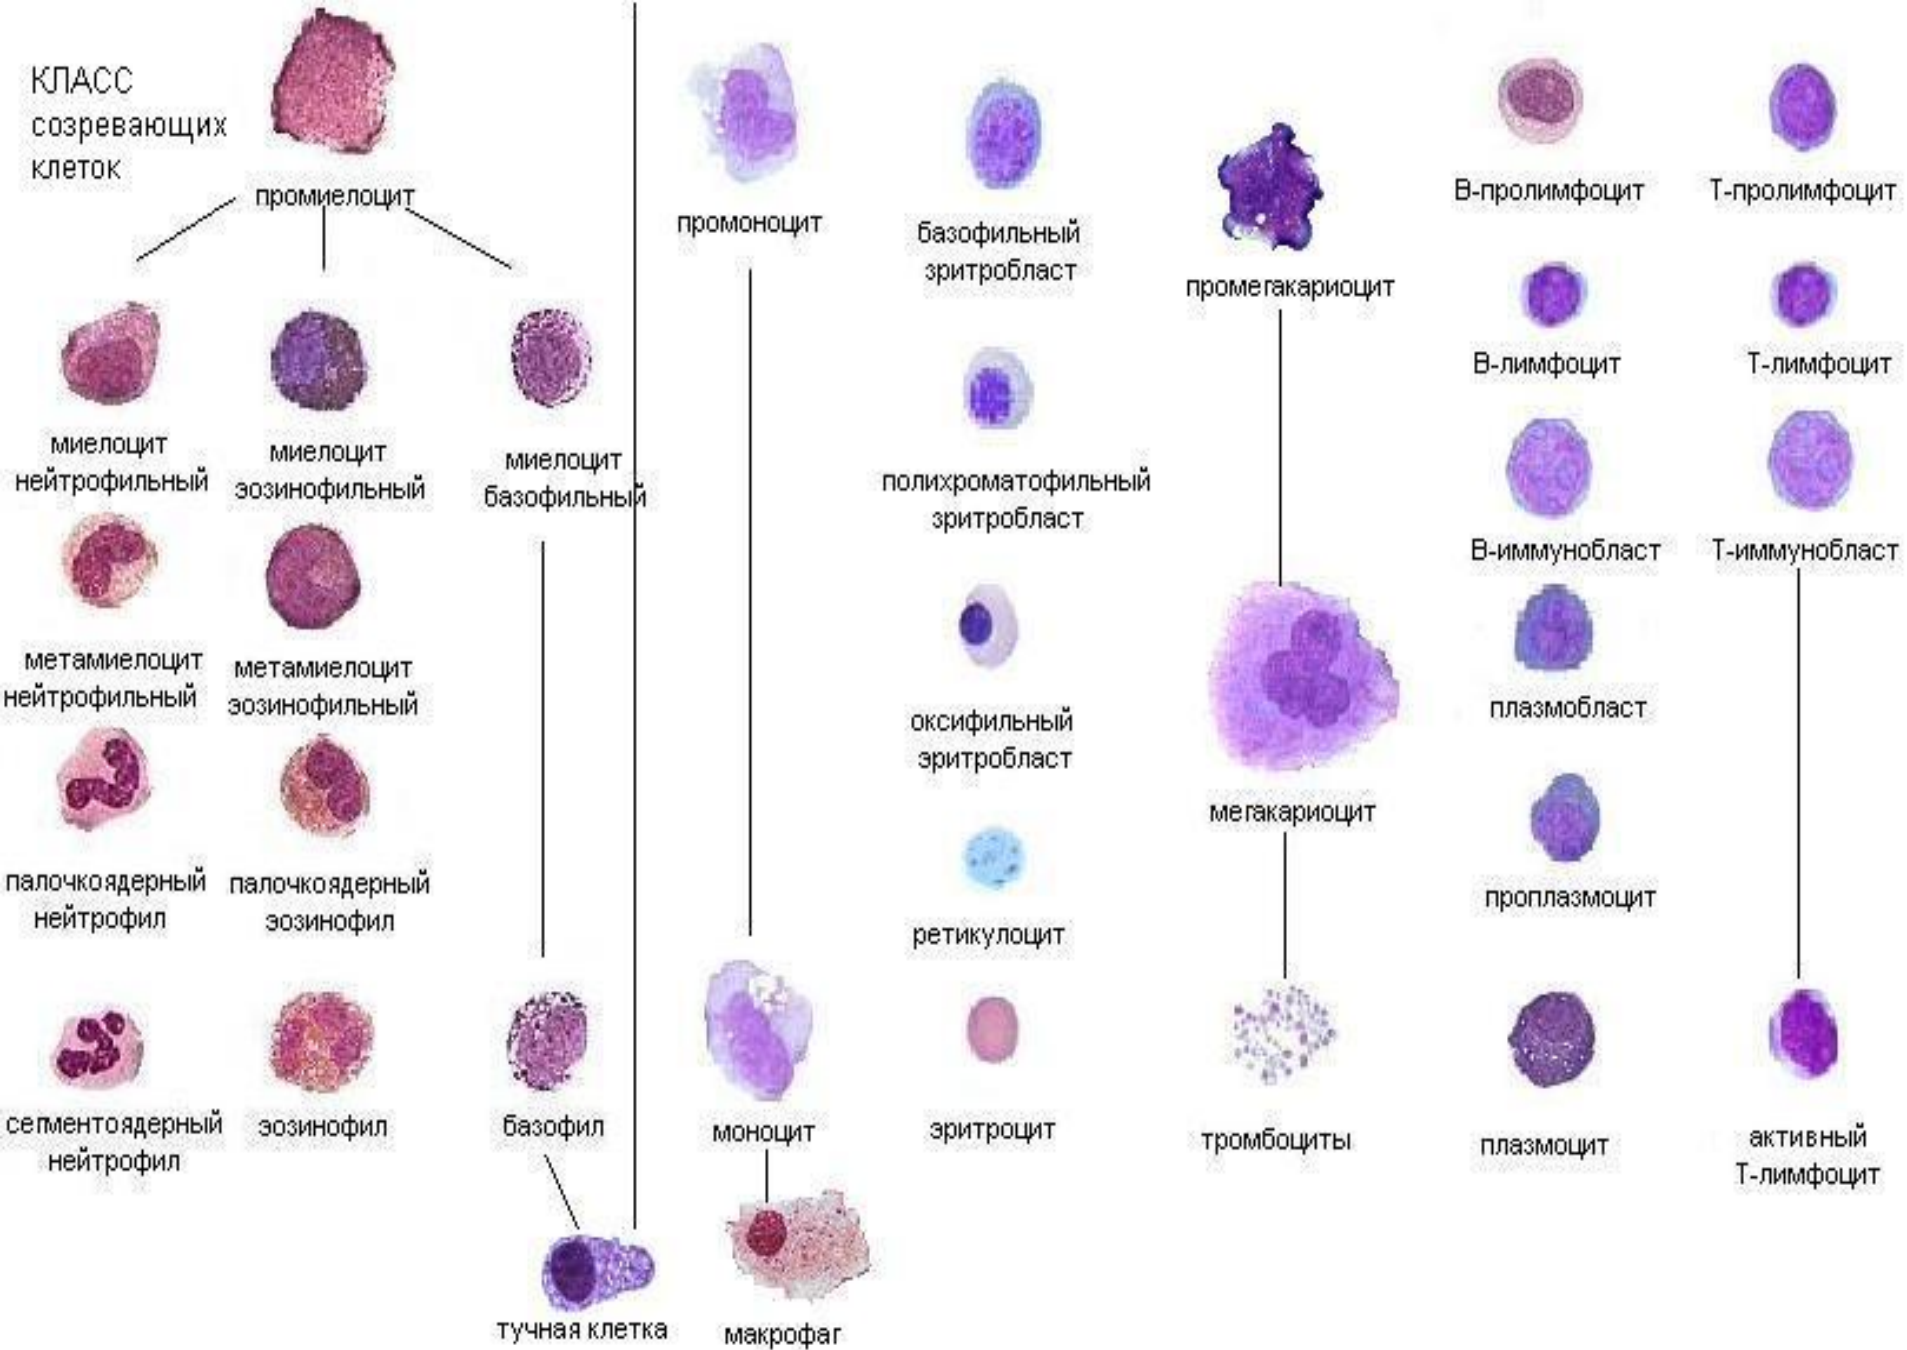 КЛАСС
созревающих
клеток
промиелоцит
миелоцит
нейтрофильный
миелоцит
эозинофильный
миелоцит
базофильный
метамиелоцит
нейтрофильный
метамиелоцит
эозинофильный
палочкоядерный
нейтрофил
палочкоядерный
эозинофил
сегментоядерный
нейтрофил
эозинофил
базофил
тучная клетка
промоноцит
моноцит
макрофаг
базофильный
зритробласт
полихроматофильный
зритробласт
оксифильный
эритробласт
ретикулоцит
эритроцит
промегакариоцит
мегакариоцит
тромбоциты
В-пролимфоцит
В-лимфоцит
В-иммунобласт
плазмобласт
проплазмоцит
плазмоцит
Т-пролимфоцит
Т-лимфоцит
Т-иммунобласт
активный
Т-лимфоцит